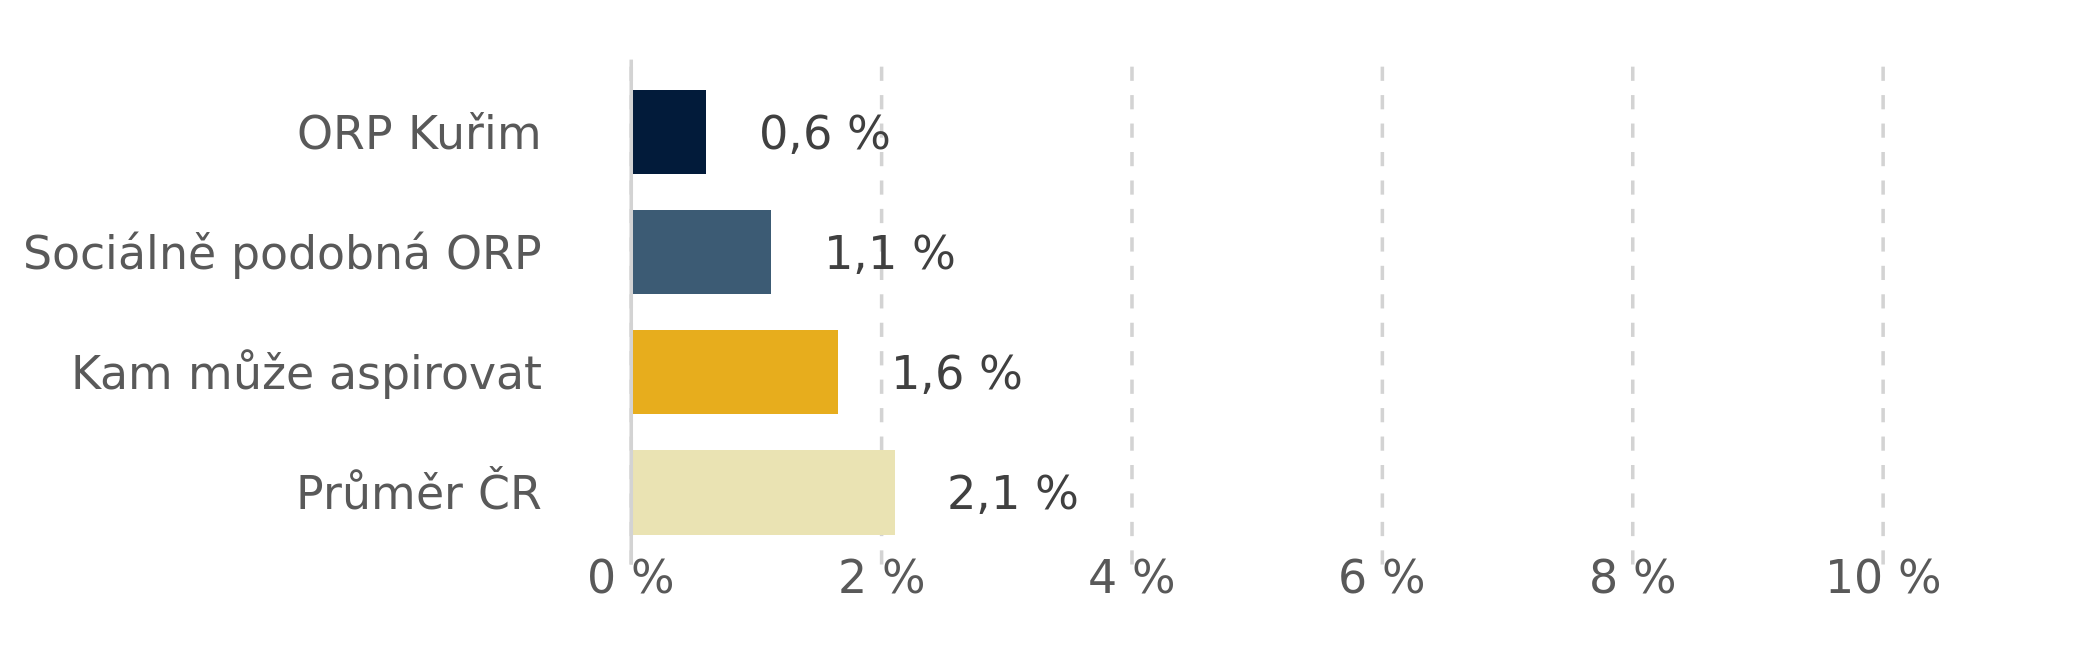 ORP Kuřim 0,6 %
Sociálně podobná ORP 1,1 %
Kam může aspirovat 1,6 %
Průměr ČR 2,1 %
0 % 2 % 4 % 6 % 8 % 10 %